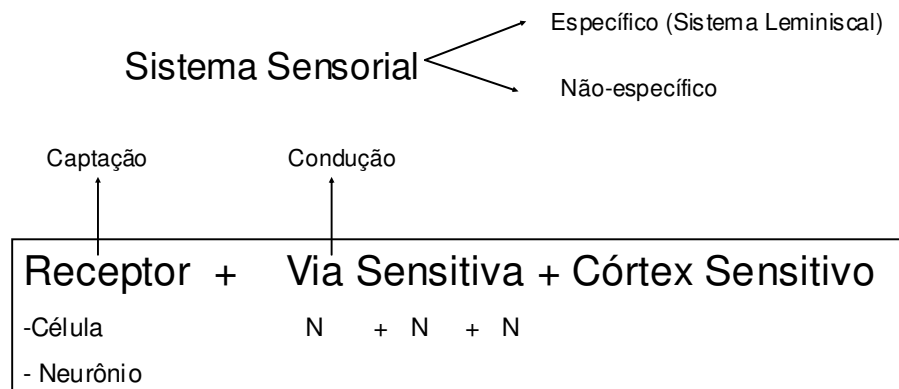 Específico (Sistema Leminiscal)
Sistema Sensorial
Não-específico
Captação
Condução
Receptor + Via Sensitiva + Córtex Sensitivo
-Célula N + N + N
- Neurônio